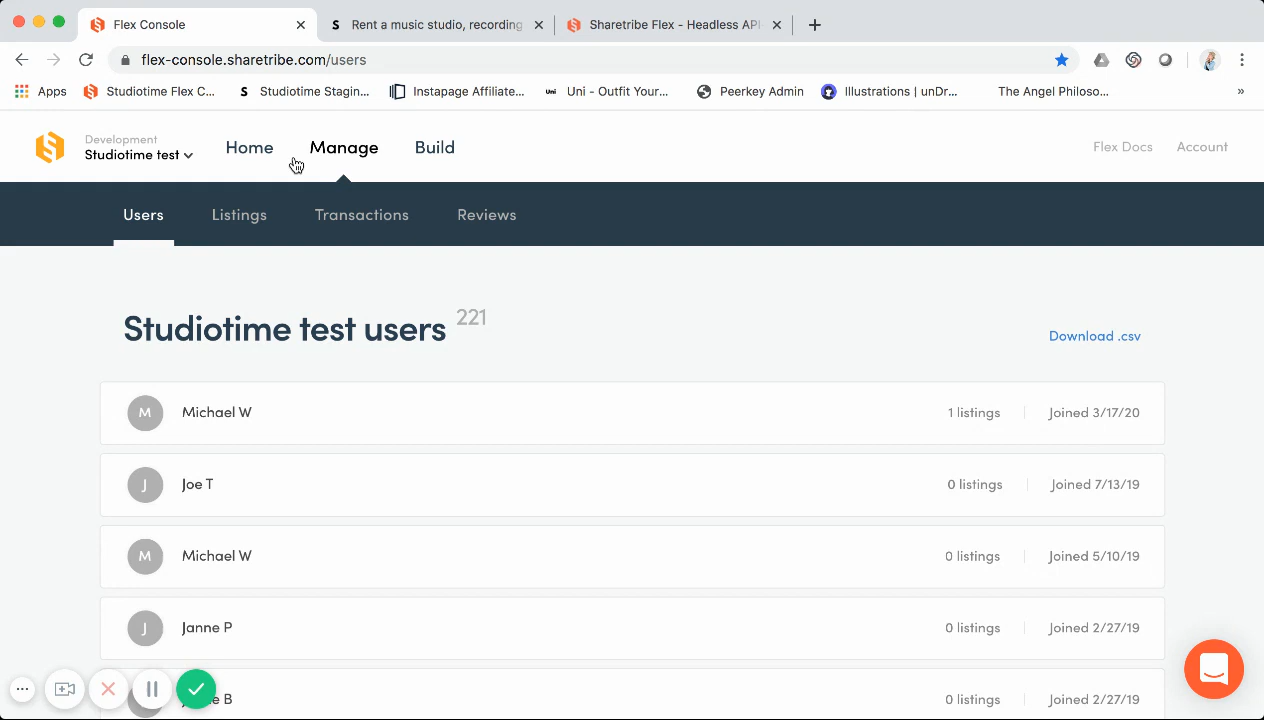 Flex Console
Rent a music studio, recording
Sharetribe Flex - Headless API
flex-console.sharetribe.com/users
Apps
Studiotime Flex C...
S
Studiotime Stagin...
Instapage Affiliate...
Uni
Uni - Outfit Your...
Peerkey Admin
Illustrations | unDr...
The Angel Philoso...
»
Development
Studiotime test
Home
Manage
Build
Flex Docs
Account
Users
Listings
Transactions
Reviews
Studiotime test users 221
Download .csv
M Michael W 1 listings Joined 3/17/20
J Joe T 0 listings Joined 7/13/19
M Michael W 0 listings Joined 5/10/19
J Janne P 0 listings Joined 2/27/19
e B 0 listings Joined 2/27/19